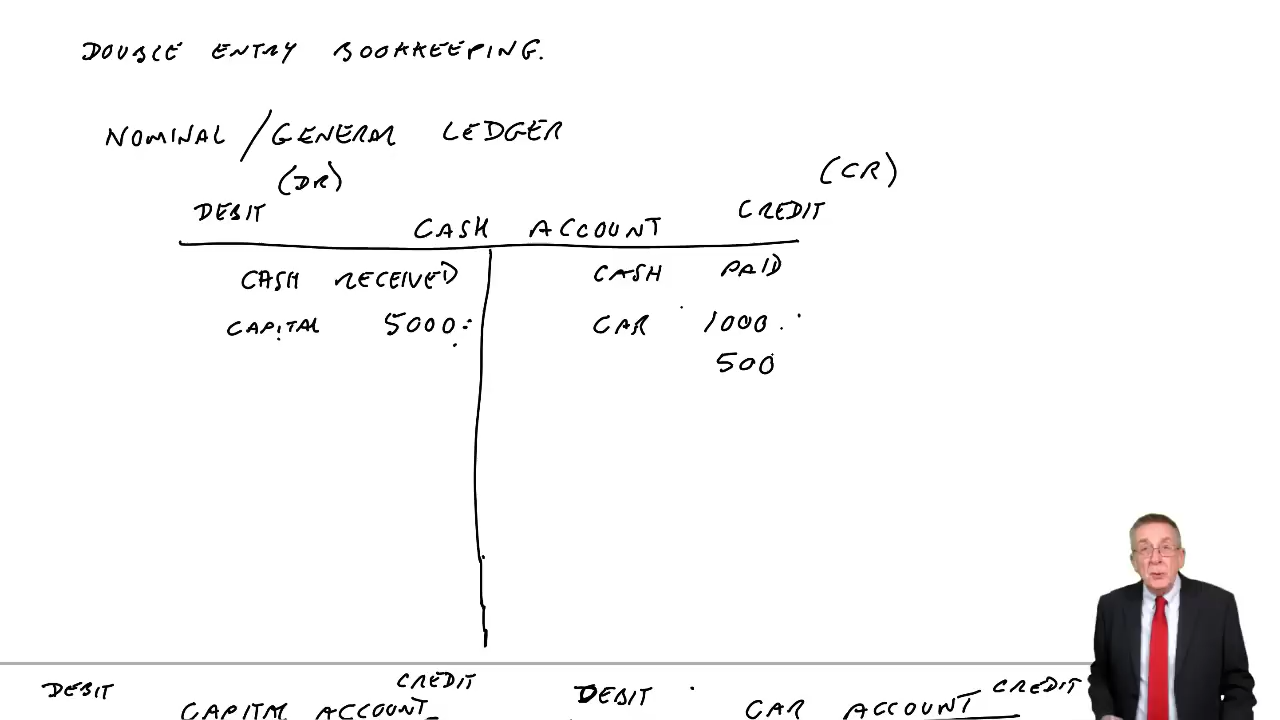 DOUBLE ENTRY BOOKKEEPING.
NOMINAL / GENERAL LEDGER
(DR) (CR)
DEBIT CREDIT
CASH ACCOUNT
CASH RECEIVED CASH PAID
CAPITAL 5000 CAR 1000
500
DEBIT CREDIT DEBIT CREDIT
CAPITAL ACCOUNT CAR ACCOUNT